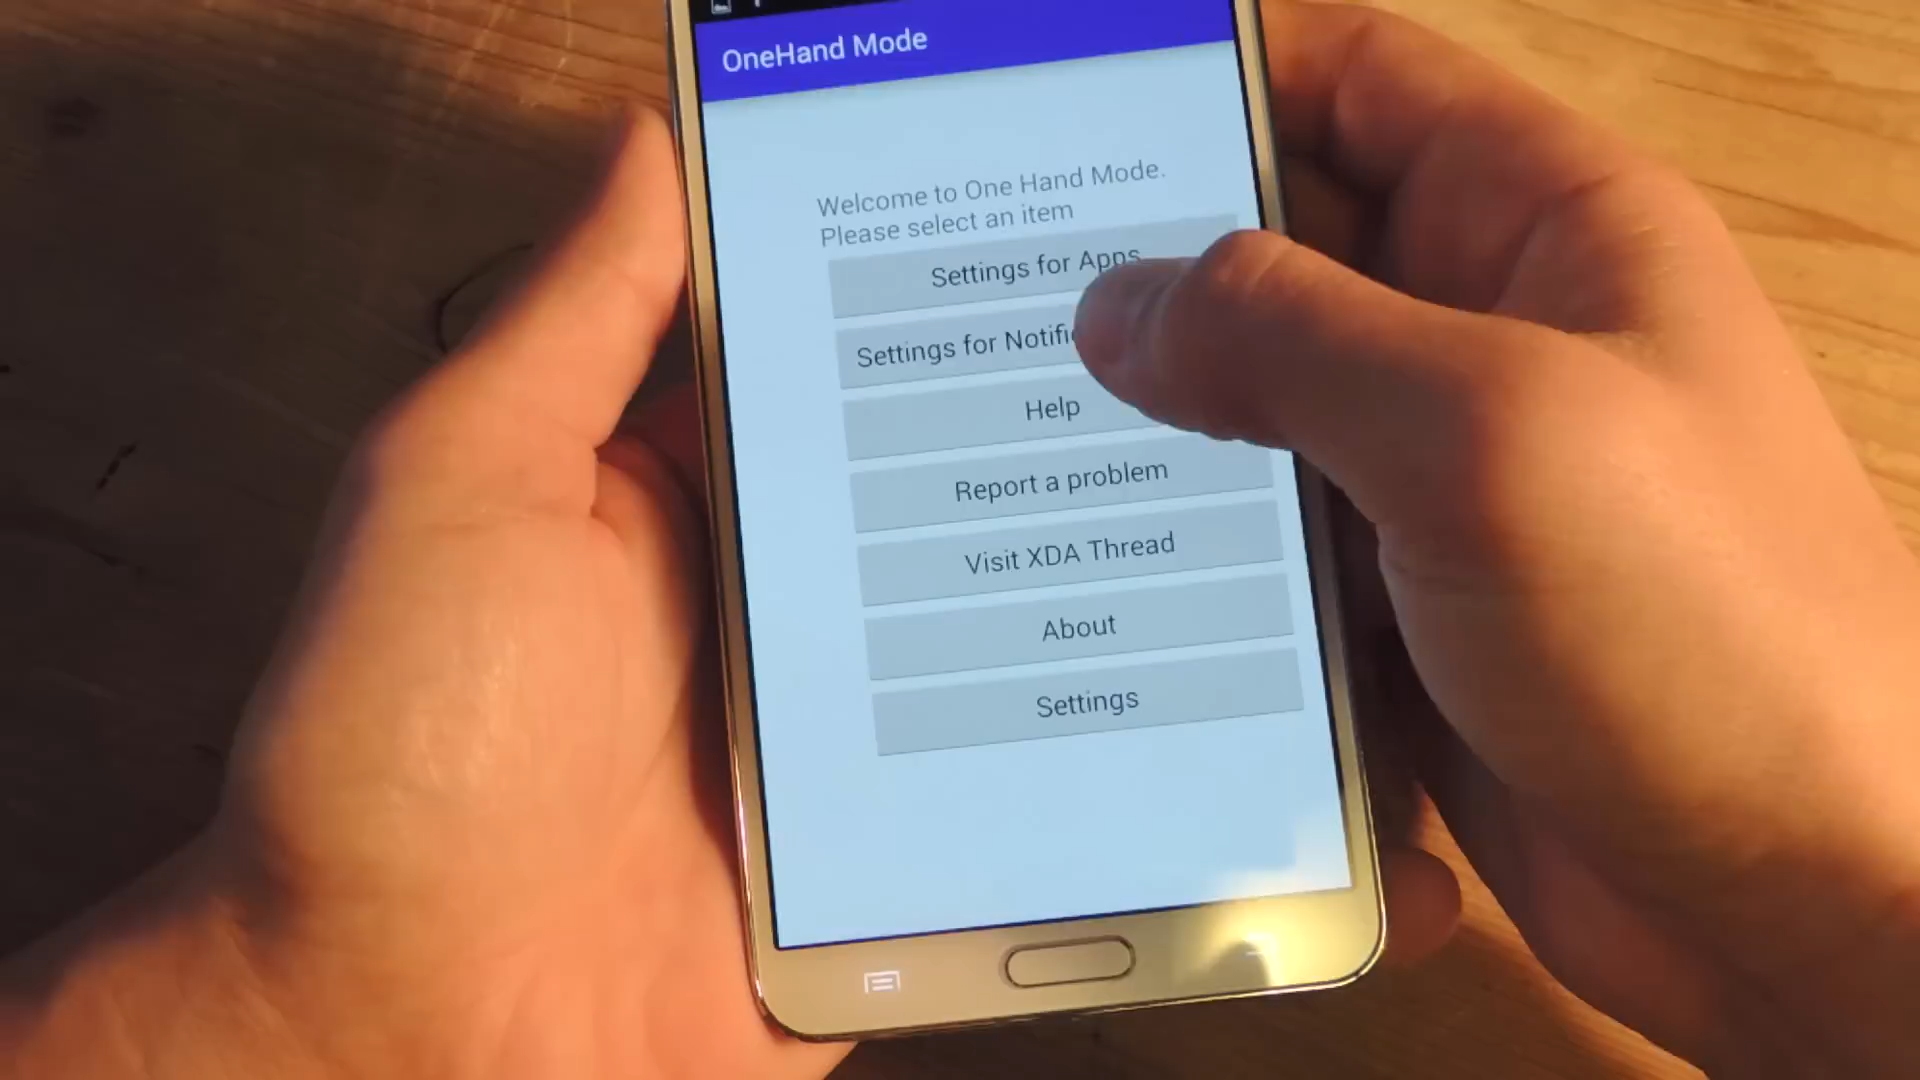 OneHand Mode
Welcome to One Hand Mode.
Please select an item
Settings for Apps
Settings for
Help
Report a problem
Visit XDA Thread
About
Settings